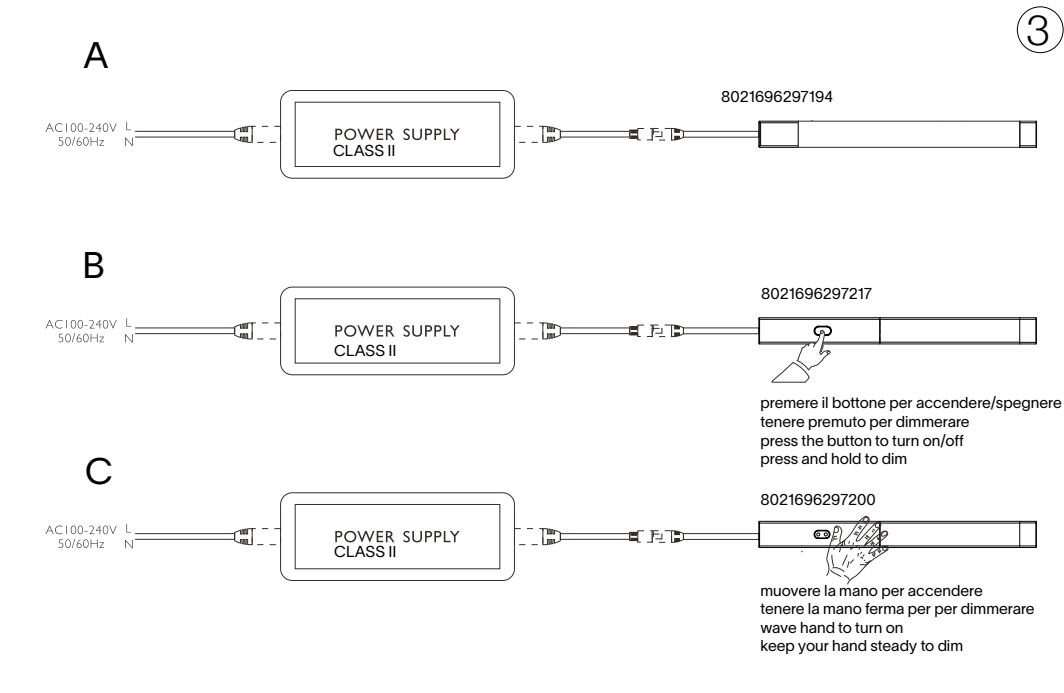 3
A
8021696297194
AC100-240V L
50/60Hz N
POWER SUPPLY
CLASS II
B
8021696297217
AC100-240V L
50/60Hz N
POWER SUPPLY
CLASS II
premere il bottone per accendere/spegnere
tenere premuto per dimmerare
press the button to turn on/off
press and hold to dim
C
8021696297200
AC100-240V L
50/60Hz N
POWER SUPPLY
CLASS II
muovere la mano per accendere
tenere la mano ferma per per dimmerare
wave hand to turn on
keep your hand steady to dim